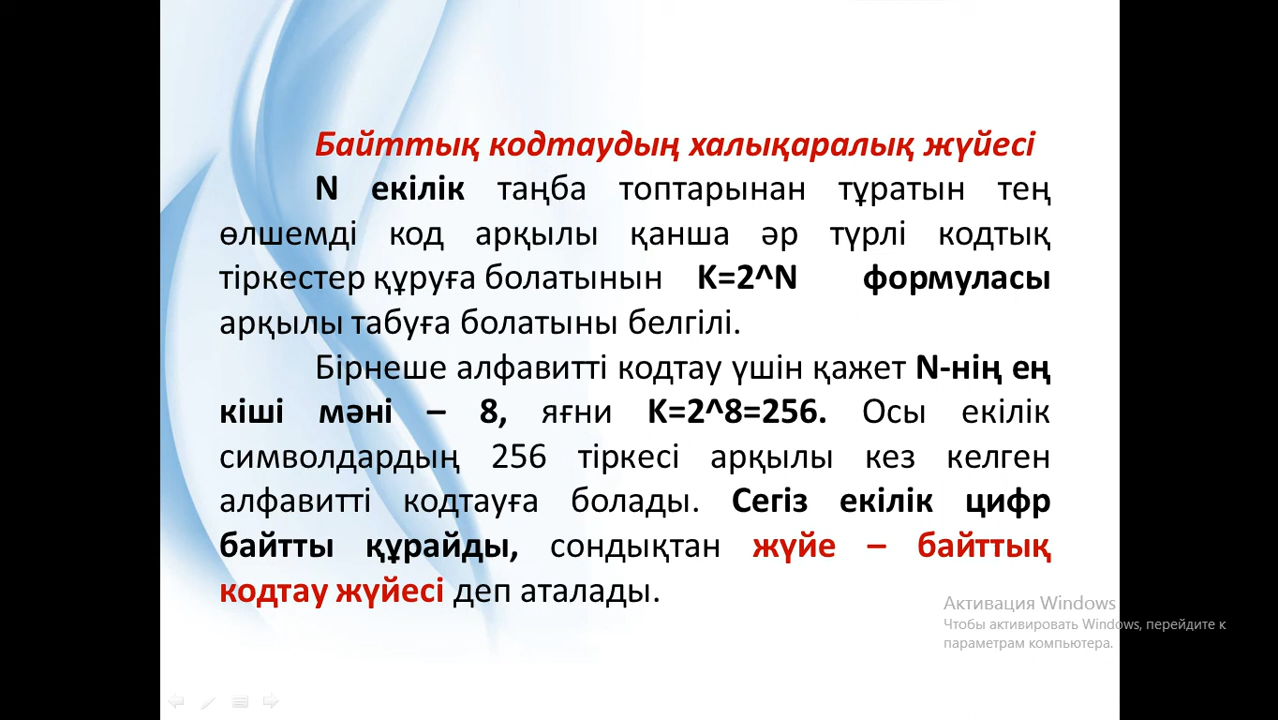 Байттық кодтаудың халықаралық жүйесі
N екілік таңба топтарынан тұратын тең
өлшемді код арқылы қанша әр түрлі кодтық
тіркестер құруға болатынын K=2^N формуласы
арқылы табуға болатыны белгілі.
Бірнеше алфавитті кодтау үшін қажет N-нің ең
кіші мәні – 8, яғни K=2^8=256. Осы екілік
символдардың 256 тіркесі арқылы кез келген
алфавитті кодтауға болады. Сегіз екілік цифр
байтты құрайды, сондықтан жүйе – байттық
кодтау жүйесі деп аталады.
Активация Windows
Чтобы активировать Windows, перейдите к
параметрам компьютера.